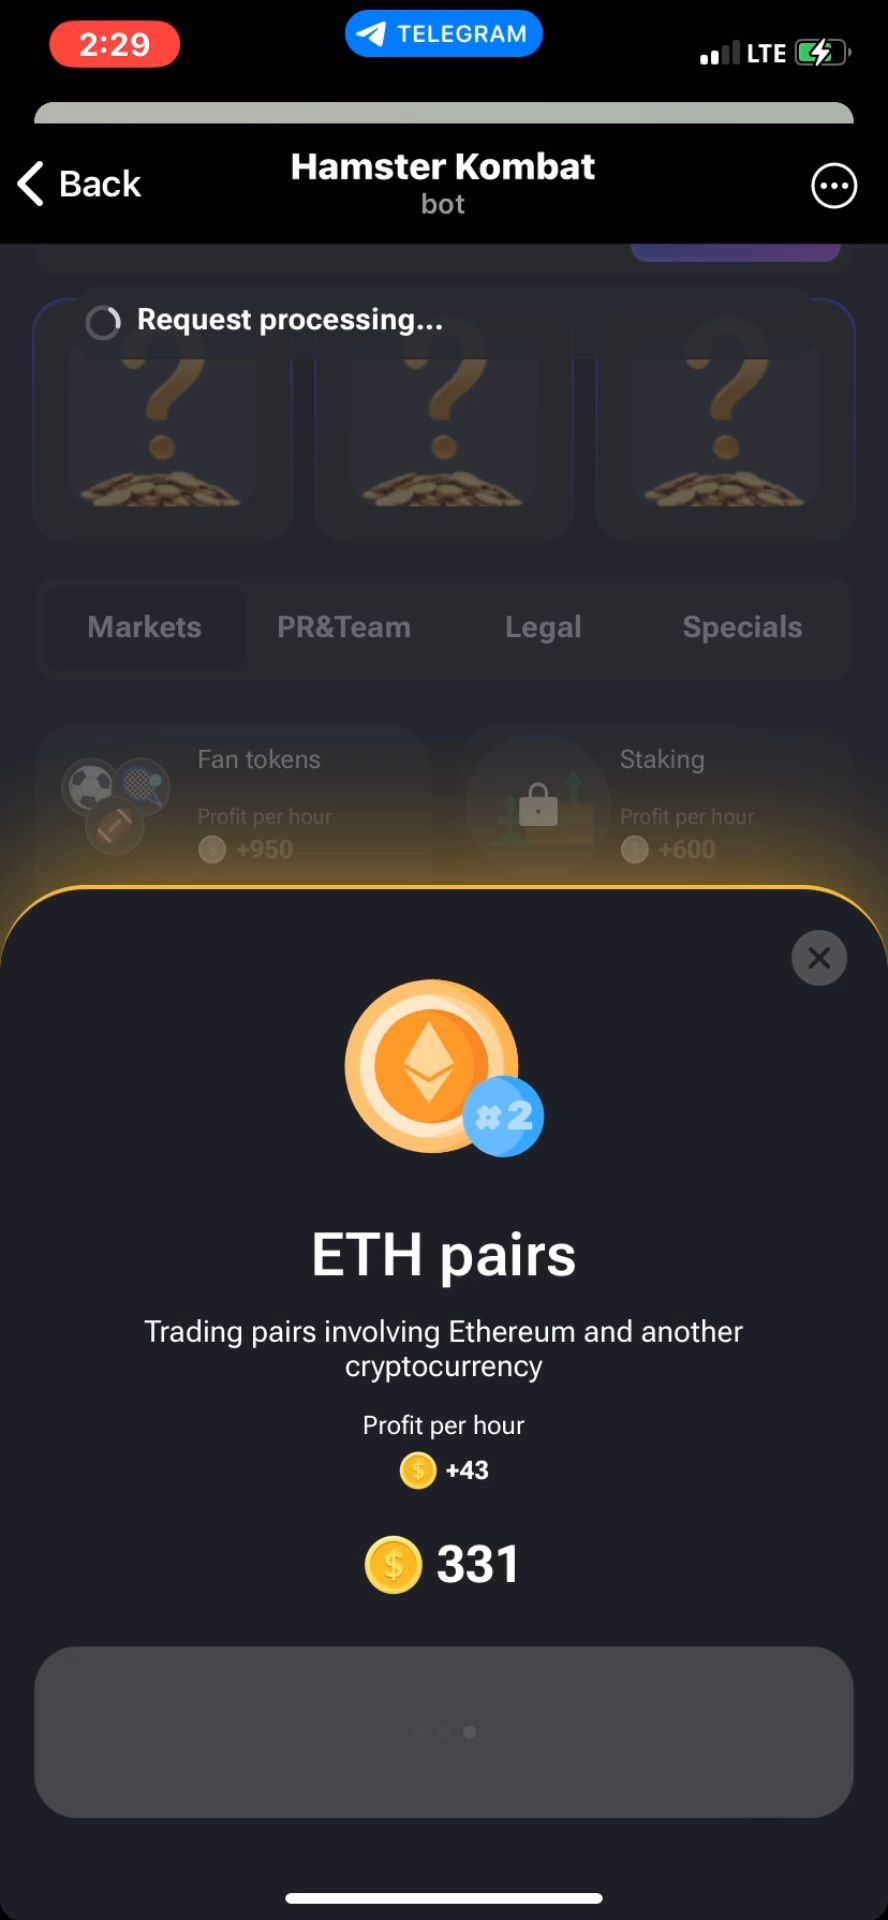 2:29
TELEGRAM
LTE
Back
Hamster Kombat
bot
Request processing...
Markets
PR&Team
Legal
Specials
Fan tokens
Profit per hour
+950
Staking
Profit per hour
+600
#2
ETH pairs
Trading pairs involving Ethereum and another
cryptocurrency
Profit per hour
+43
331